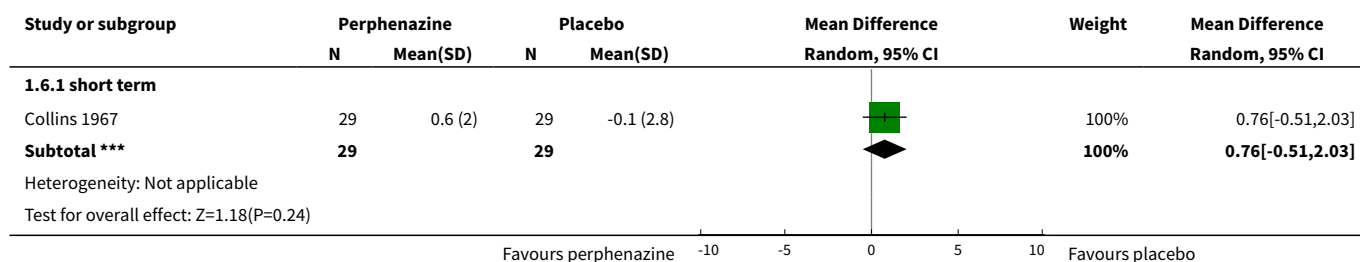 Study or subgroup Perphenazine Placebo Mean Difference Weight Mean Difference
N Mean(SD) N Mean(SD) Random, 95% CI Random, 95% CI
1.6.1 short term
Collins 1967 29 0.6 (2) 29 -0.1 (2.8) 100% 0.76[-0.51,2.03]
Subtotal *** 29 29 100% 0.76[-0.51,2.03]
Heterogeneity: Not applicable
Test for overall effect: Z=1.18(P=0.24)
Favours perphenazine -10 -5 0 5 10 Favours placebo